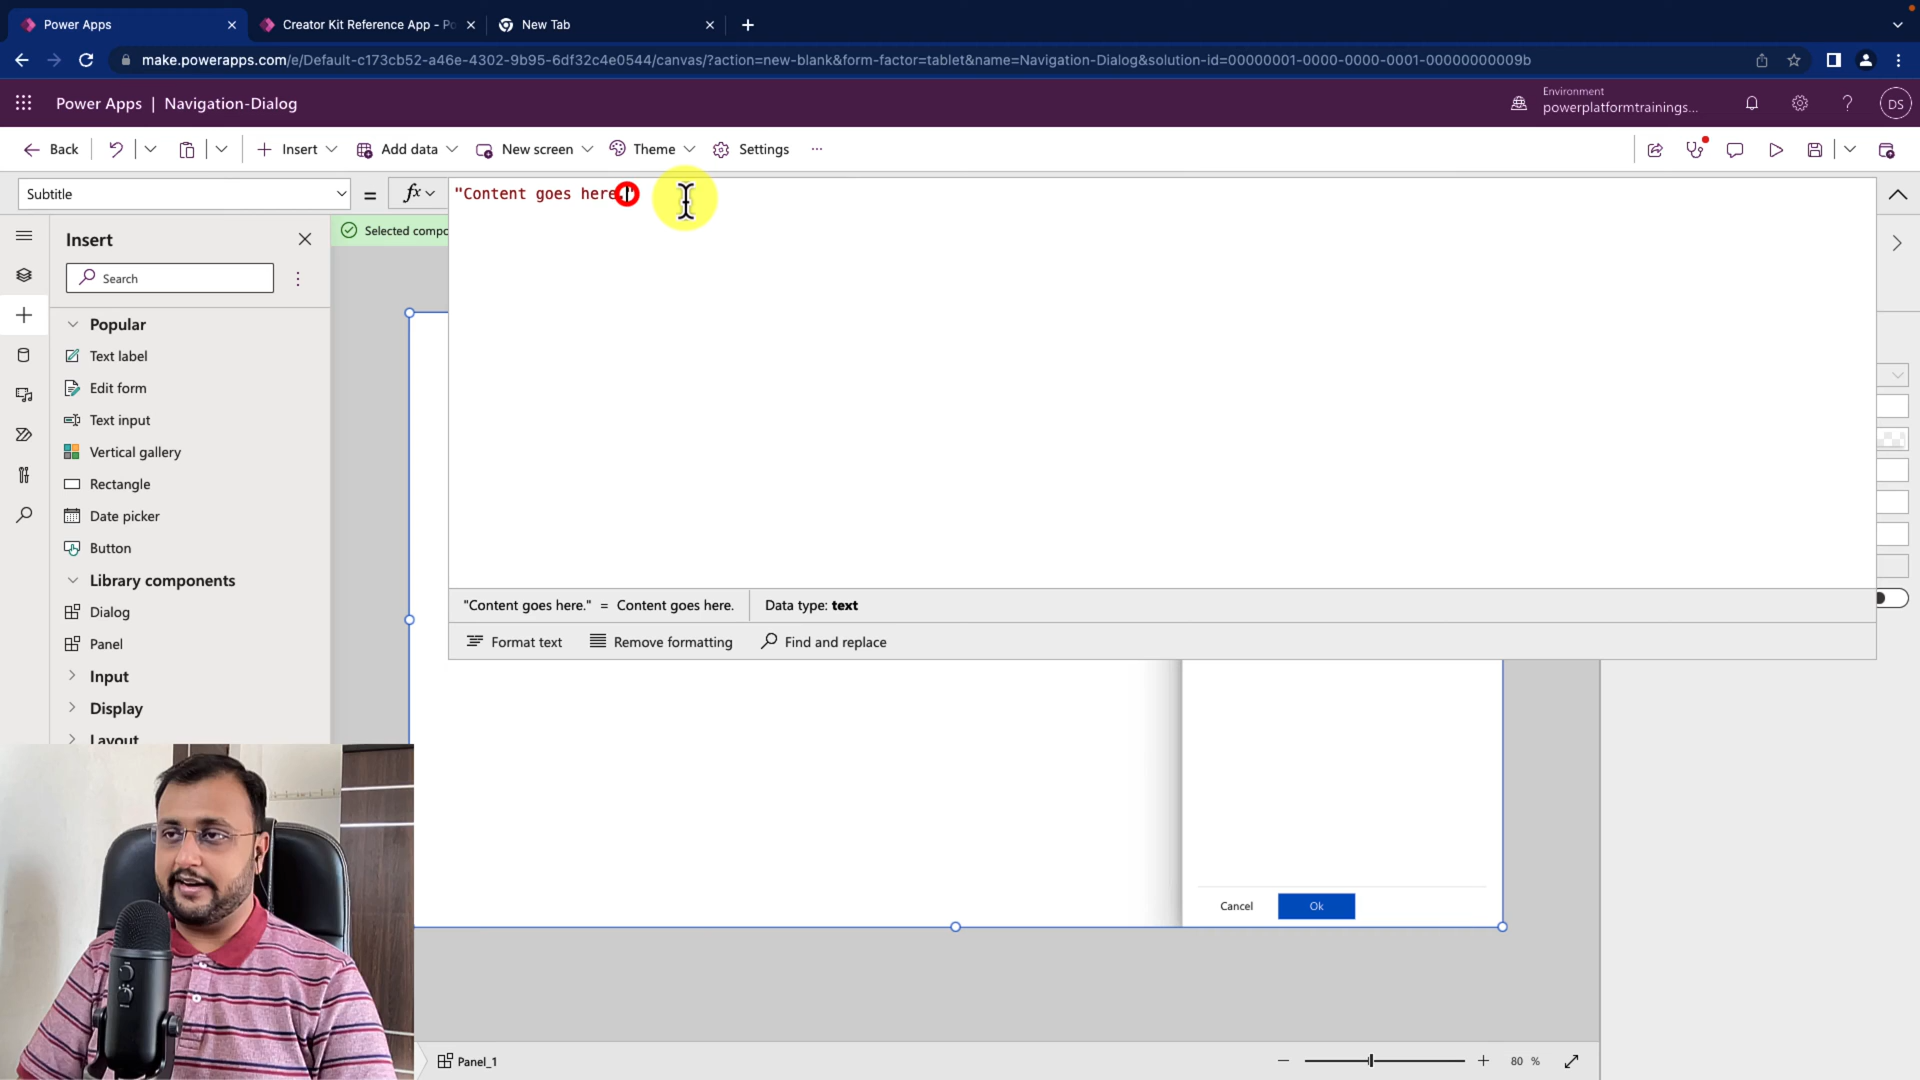 Power Apps
Creator Kit Reference App - Po
New Tab
make.powerapps.com/e/Default-c173cb52-a46e-4302-9b95-6df32c4e0544/canvas/?action=new-blank&form-factor=tablet&name=Navigation-Dialog&solution-id=00000001-0000-0000-0001-00000000009b
Power Apps | Navigation-Dialog
Environment
powerplatformtrainings...
DS
Back
Insert
Add data
New screen
Theme
Settings
Subtitle
=
fx
"Content goes here."
Insert
Selected compo
Search
Popular
Text label
Edit form
Text input
Vertical gallery
Rectangle
Date picker
Button
Library components
Dialog
Panel
Input
Display
Layout
"Content goes here." = Content goes here.
Data type: text
Format text
Remove formatting
Find and replace
Cancel
Ok
Panel_1
80 %